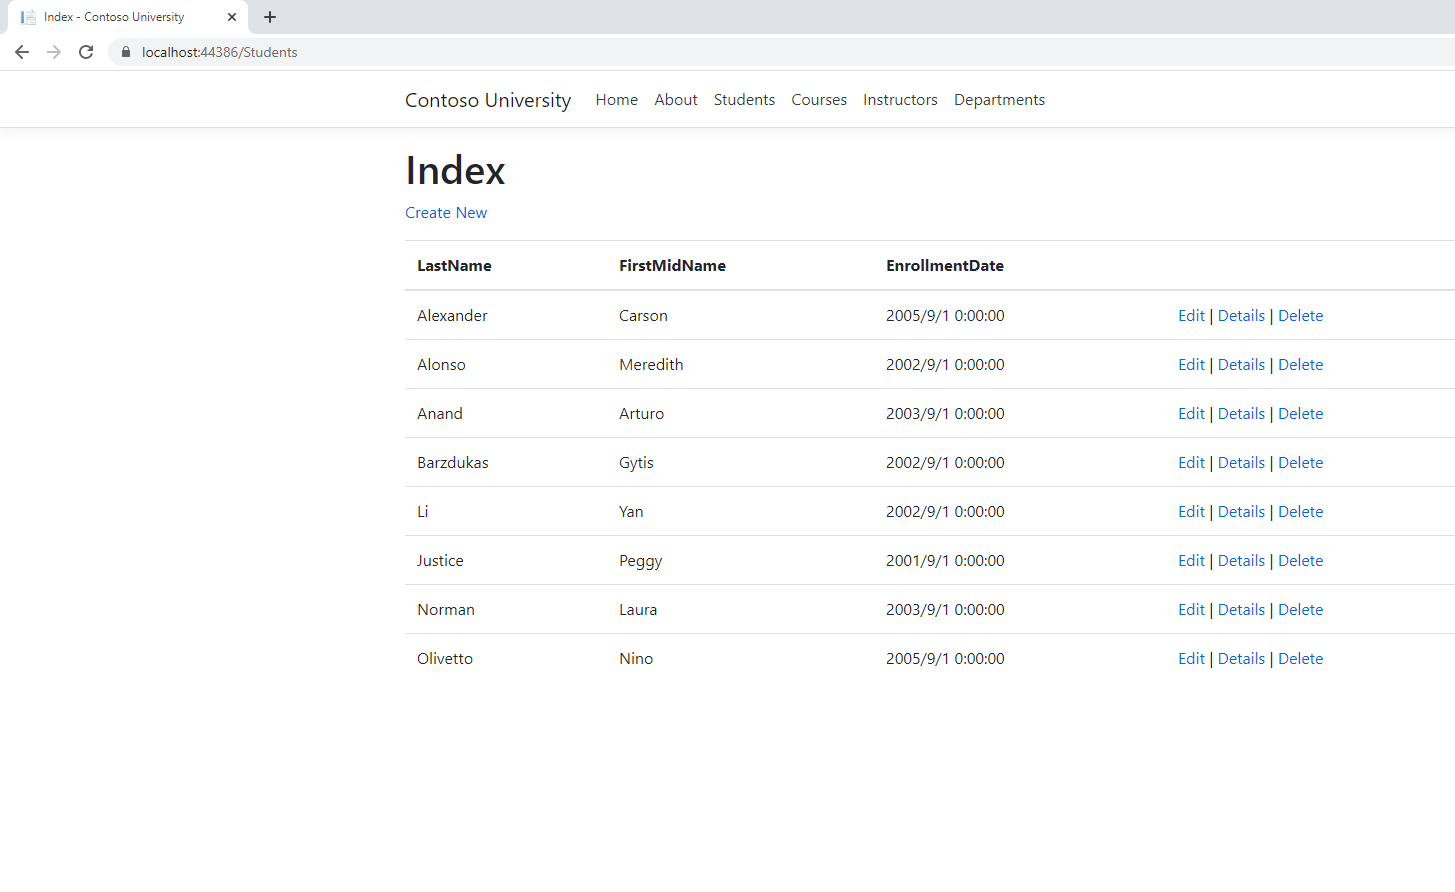 Index - Contoso University
localhost:44386/Students
Contoso University Home About Students Courses Instructors Departments
Index
Create New
LastName FirstMidName EnrollmentDate
Alexander Carson 2005/9/1 0:00:00 Edit | Details | Delete
Alonso Meredith 2002/9/1 0:00:00 Edit | Details | Delete
Anand Arturo 2003/9/1 0:00:00 Edit | Details | Delete
Barzdukas Gytis 2002/9/1 0:00:00 Edit | Details | Delete
Li Yan 2002/9/1 0:00:00 Edit | Details | Delete
Justice Peggy 2001/9/1 0:00:00 Edit | Details | Delete
Norman Laura 2003/9/1 0:00:00 Edit | Details | Delete
Olivetto Nino 2005/9/1 0:00:00 Edit | Details | Delete